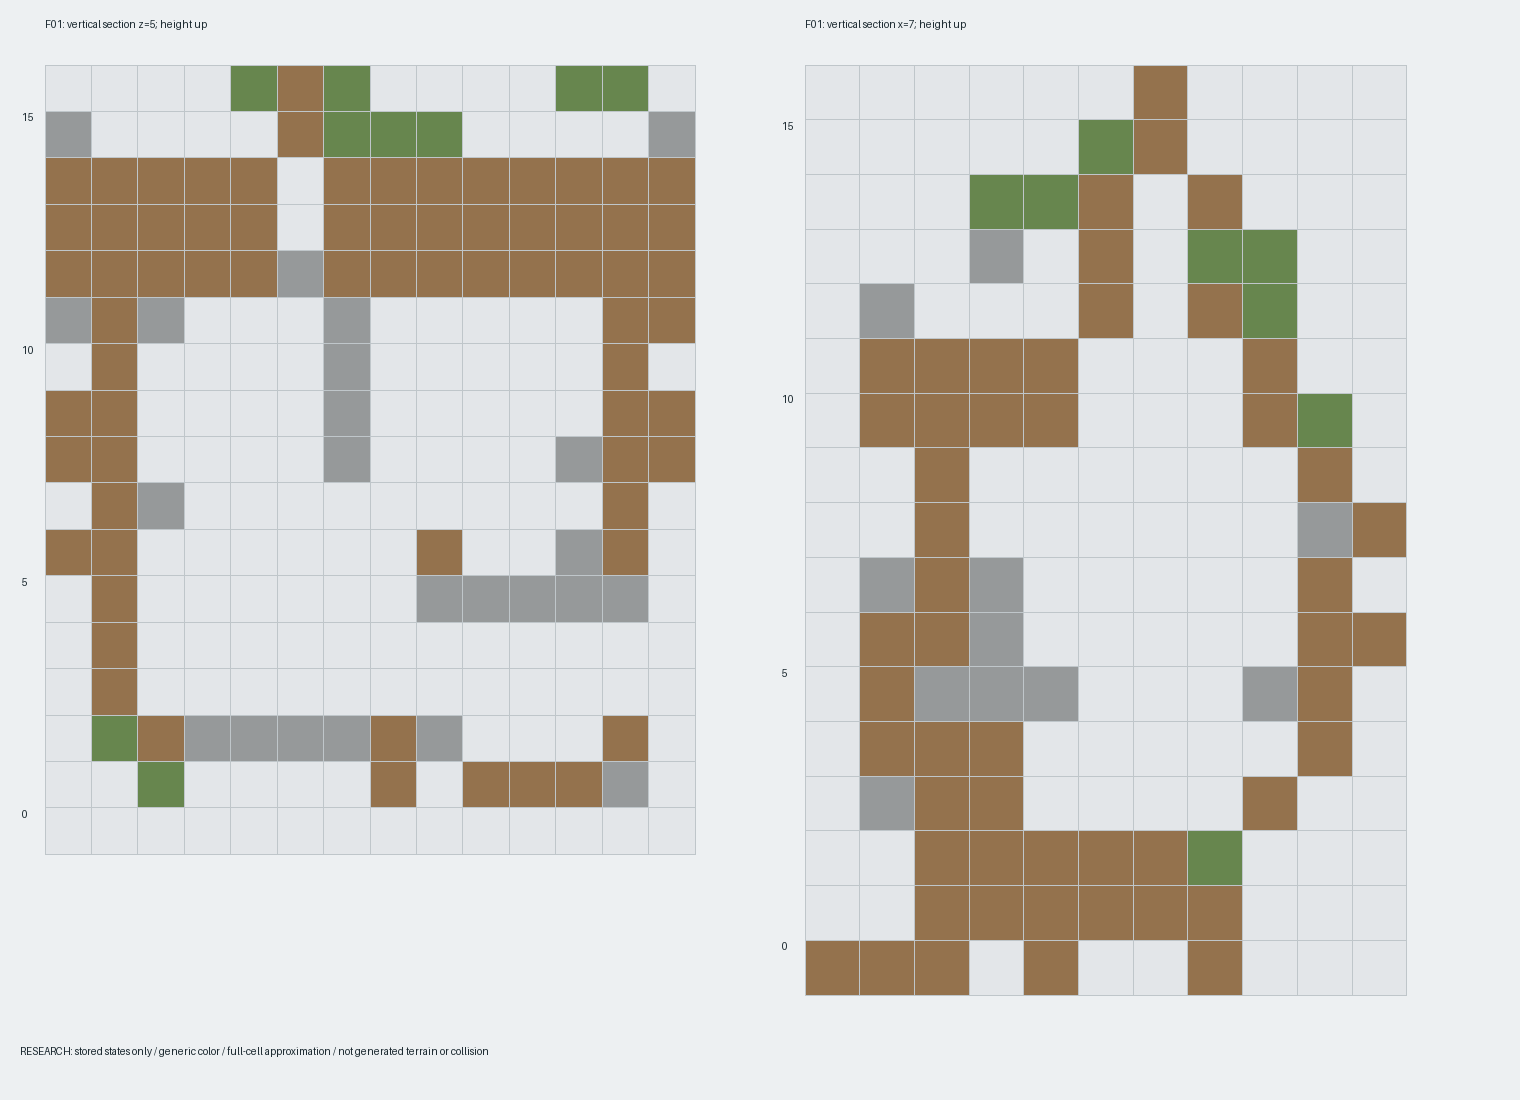 F01: vertical section z=5; height up
F01: vertical section x=7; height up
15
10
5
0
15
10
5
0
RESEARCH: stored states only / generic color / full-cell approximation / not generated terrain or collision